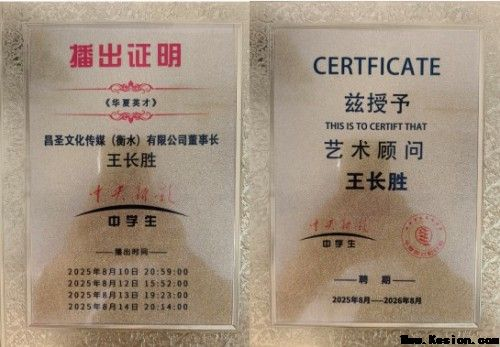 播出证明
《华夏英才》
昌圣文化传媒（衡水）有限公司董事长
王长胜
中学生
播出时间
2025年8月10日 20:59:00
2025年8月12日 15:52:00
2025年8月13日 19:23:00
2025年8月14日 20:14:00
CERTFICATE
兹授予
THIS IS TO CERTIFT THAT
艺术顾问
王长胜
中学生
聘 期
2025年8月—2026年8月
Www.Kesion.com